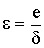 ε = e/δ